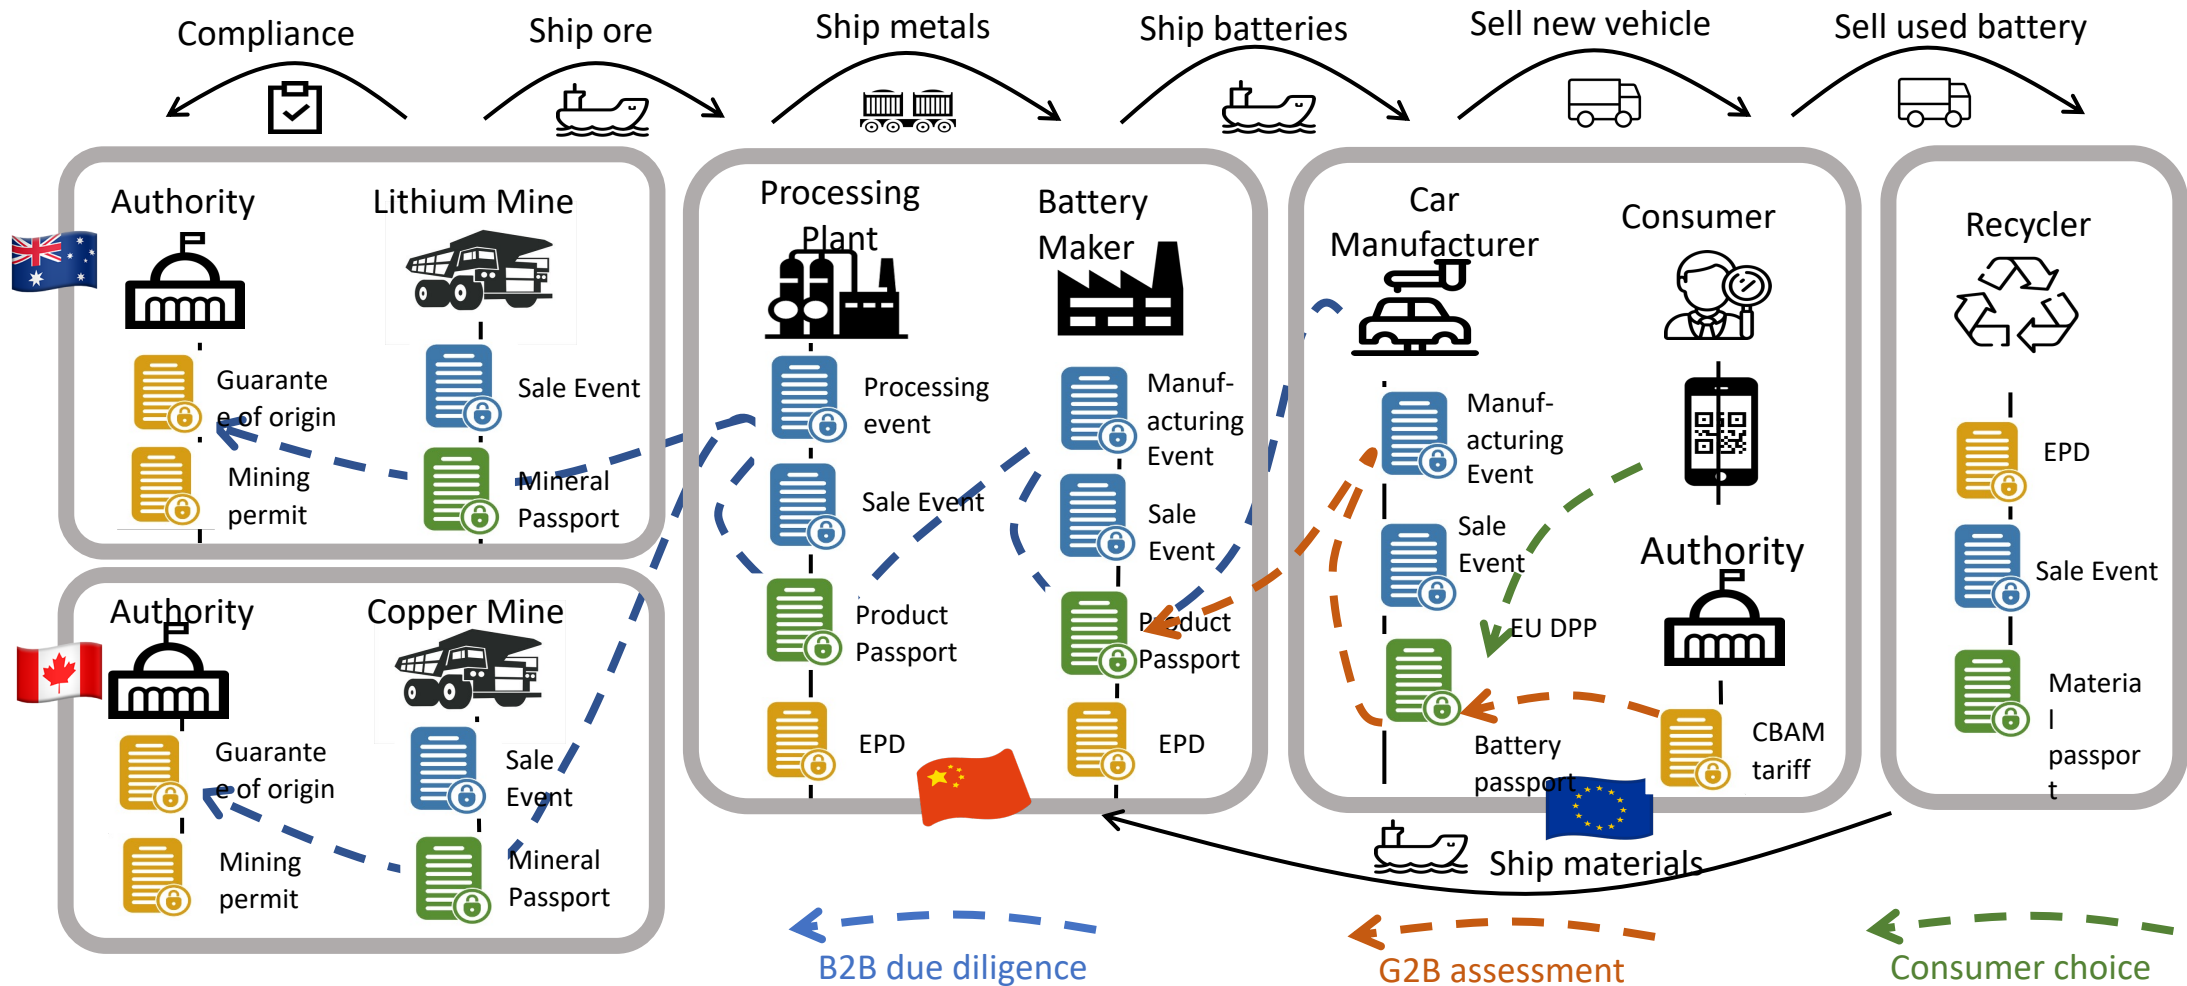 Compliance
Ship ore
Ship metals
Ship batteries
Sell new vehicle
Sell used battery
Authority
Lithium Mine
Guarante
e of origin
Mining
permit
Sale Event
Mineral
Passport
Authority
Copper Mine
Guarante
e of origin
Mining
permit
Sale
Event
Mineral
Passport
Processing
Plant
Processing
event
Sale Event
Product
Passport
EPD
Battery
Maker
Manuf-
acturing
Event
Sale
Event
Product
Passport
EPD
Car
Manufacturer
Manuf-
acturing
Event
Sale
Event
EU DPP
Battery
passport
Consumer
Authority
CBAM
tariff
Recycler
EPD
Sale Event
Materia
l
passpor
t
Ship materials
B2B due diligence
G2B assessment
Consumer choice